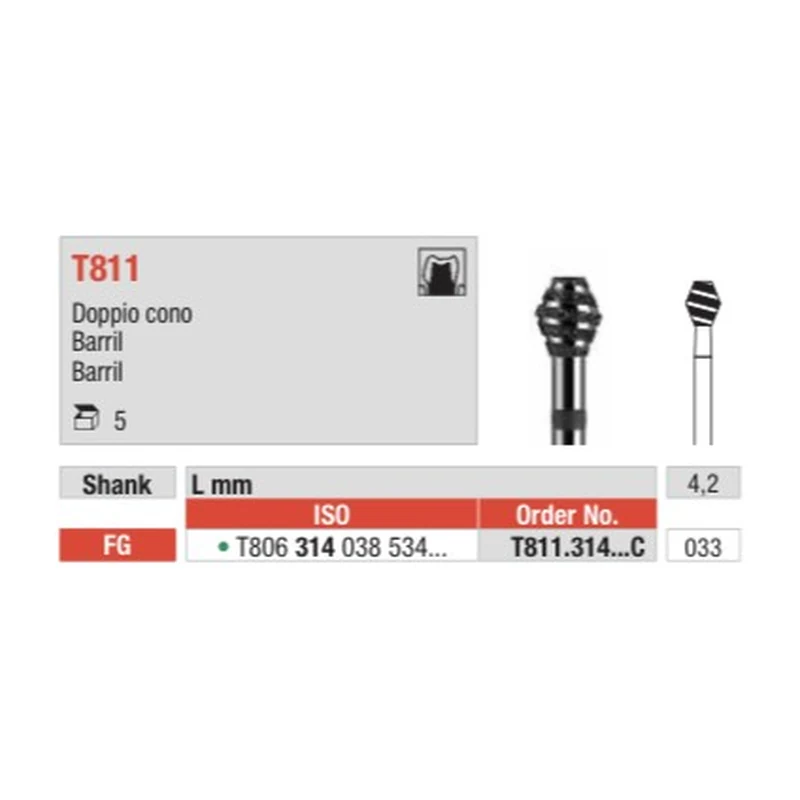 T811
Doppio cono
Barril
Barril
5
Shank L mm 4,2
ISO Order No.
FG • T806 314 038 534... T811.314...C 033